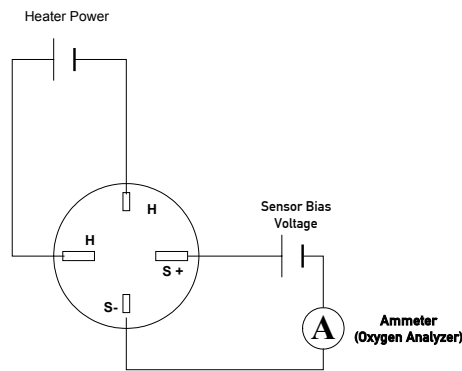 Heater Power
H
H
Sensor Bias
Voltage
S +
S-
A
Ammeter
(Oxygen Analyzer)